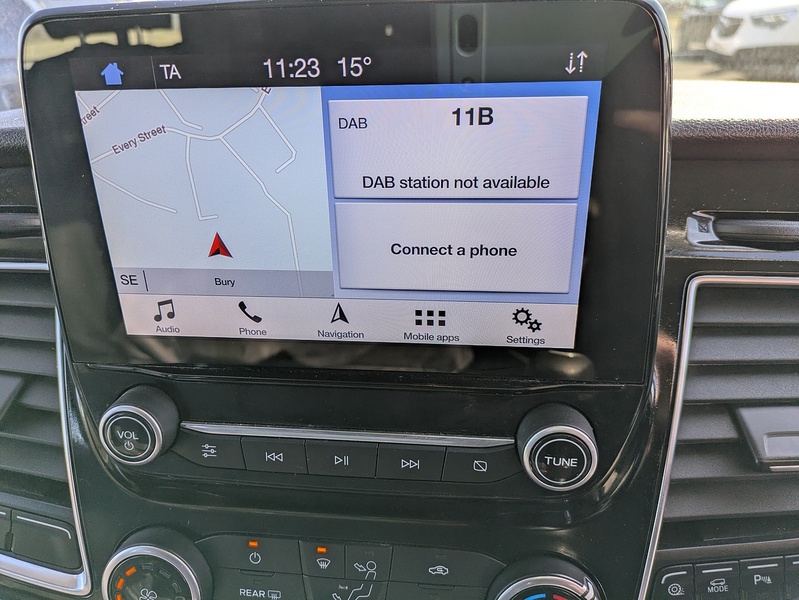 TA 11:23 15°
reet
Every Street
DAB 11B
DAB station not available
Connect a phone
SE Bury
Audio Phone Navigation Mobile apps Settings
VOL
TUNE
REAR
MODE
P